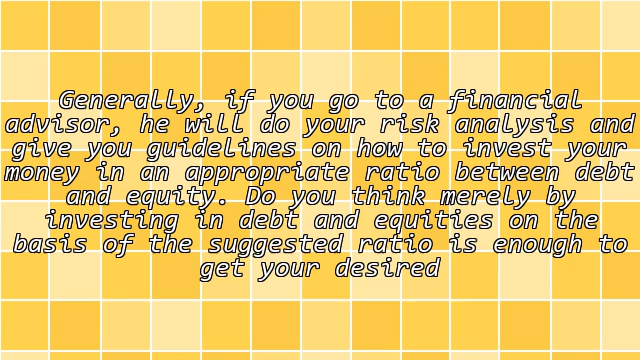 Generally, if you go to a financial
advisor, he will do your risk analysis and
give you guidelines on how to invest your
money in an appropriate ratio between debt
and equity. Do you think merely by
investing in debt and equities on the
basis of the suggested ratio is enough to
get your desired